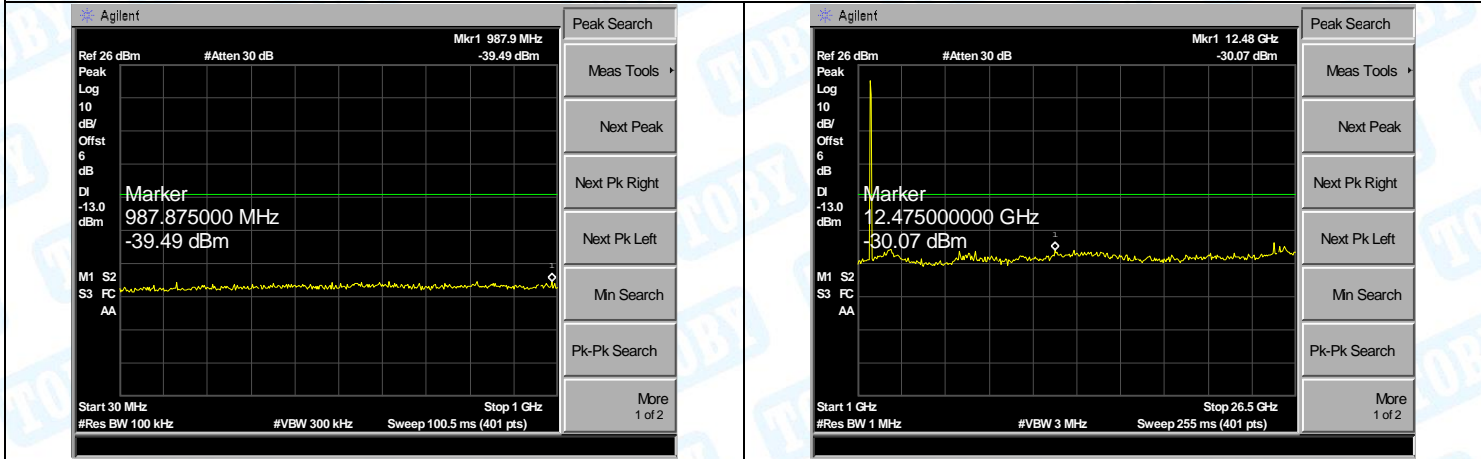 Agilent
Peak Search
Mkr1 987.9 MHz
Ref 26 dBm #Atten 30 dB -39.49 dBm
Peak
Log
10
dB/
Offst
6
dB
DI
-13.0
dBm
Marker
987.875000 MHz
-39.49 dBm
1
M1 S2
S3 FC
AA
Start 30 MHz Stop 1 GHz
#Res BW 100 kHz #VBW 300 kHz Sweep 100.5 ms (401 pts)
Meas Tools
Next Peak
Next Pk Right
Next Pk Left
Min Search
Pk-Pk Search
More
1 of 2
Agilent
Peak Search
Mkr1 12.48 GHz
Ref 26 dBm #Atten 30 dB -30.07 dBm
Peak
Log
10
dB/
Offst
6
dB
DI
-13.0
dBm
Marker
12.475000000 GHz
-30.07 dBm
1
M1 S2
S3 FC
AA
Start 1 GHz Stop 26.5 GHz
#Res BW 1 MHz #VBW 3 MHz Sweep 255 ms (401 pts)
Meas Tools
Next Peak
Next Pk Right
Next Pk Left
Min Search
Pk-Pk Search
More
1 of 2
TOBY